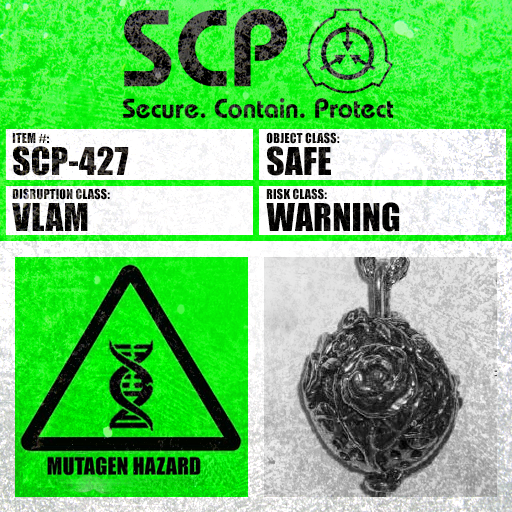 SCP
Secure. Contain. Protect
ITEM #:
SCP-427
OBJECT CLASS:
SAFE
DISRUPTION CLASS:
VLAM
RISK CLASS:
WARNING
MUTAGEN HAZARD